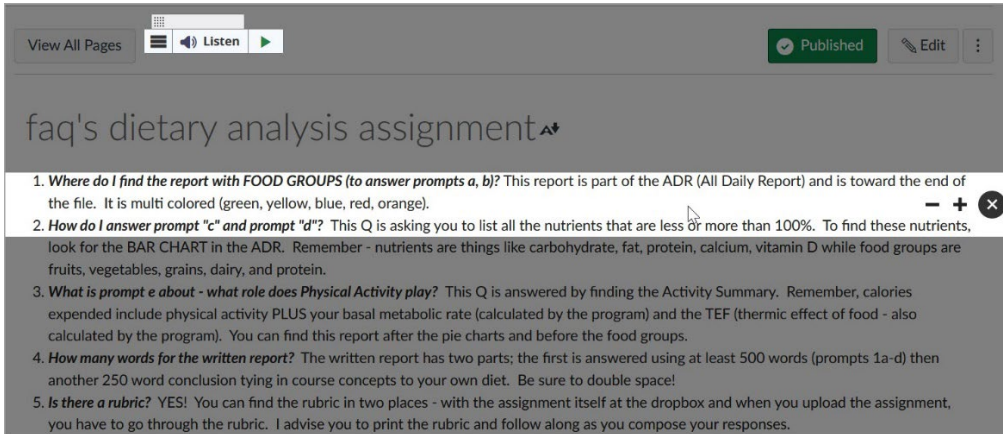 View All Pages
Listen
Published
Edit
faq's dietary analysis assignment
1. Where do I find the report with FOOD GROUPS (to answer prompts a, b)? This report is part of the ADR (All Daily Report) and is toward the end of
the file. It is multi colored (green, yellow, blue, red, orange).
2. How do I answer prompt "c" and prompt "d"? This Q is asking you to list all the nutrients that are less or more than 100%. To find these nutrients,
look for the BAR CHART in the ADR. Remember - nutrients are things like carbohydrate, fat, protein, calcium, vitamin D while food groups are
fruits, vegetables, grains, dairy, and protein.
3. What is prompt e about - what role does Physical Activity play? This Q is answered by finding the Activity Summary. Remember, calories
expended include physical activity PLUS your basal metabolic rate (calculated by the program) and the TEF (thermic effect of food - also
calculated by the program). You can find this report after the pie charts and before the food groups.
4. How many words for the written report? The written report has two parts; the first is answered using at least 500 words (prompts 1a-d) then
another 250 word conclusion tying in course concepts to your own diet. Be sure to double space!
5. Is there a rubric? YES! You can find the rubric in two places - with the assignment itself at the dropbox and when you upload the assignment,
you have to go through the rubric. I advise you to print the rubric and follow along as you compose your responses.